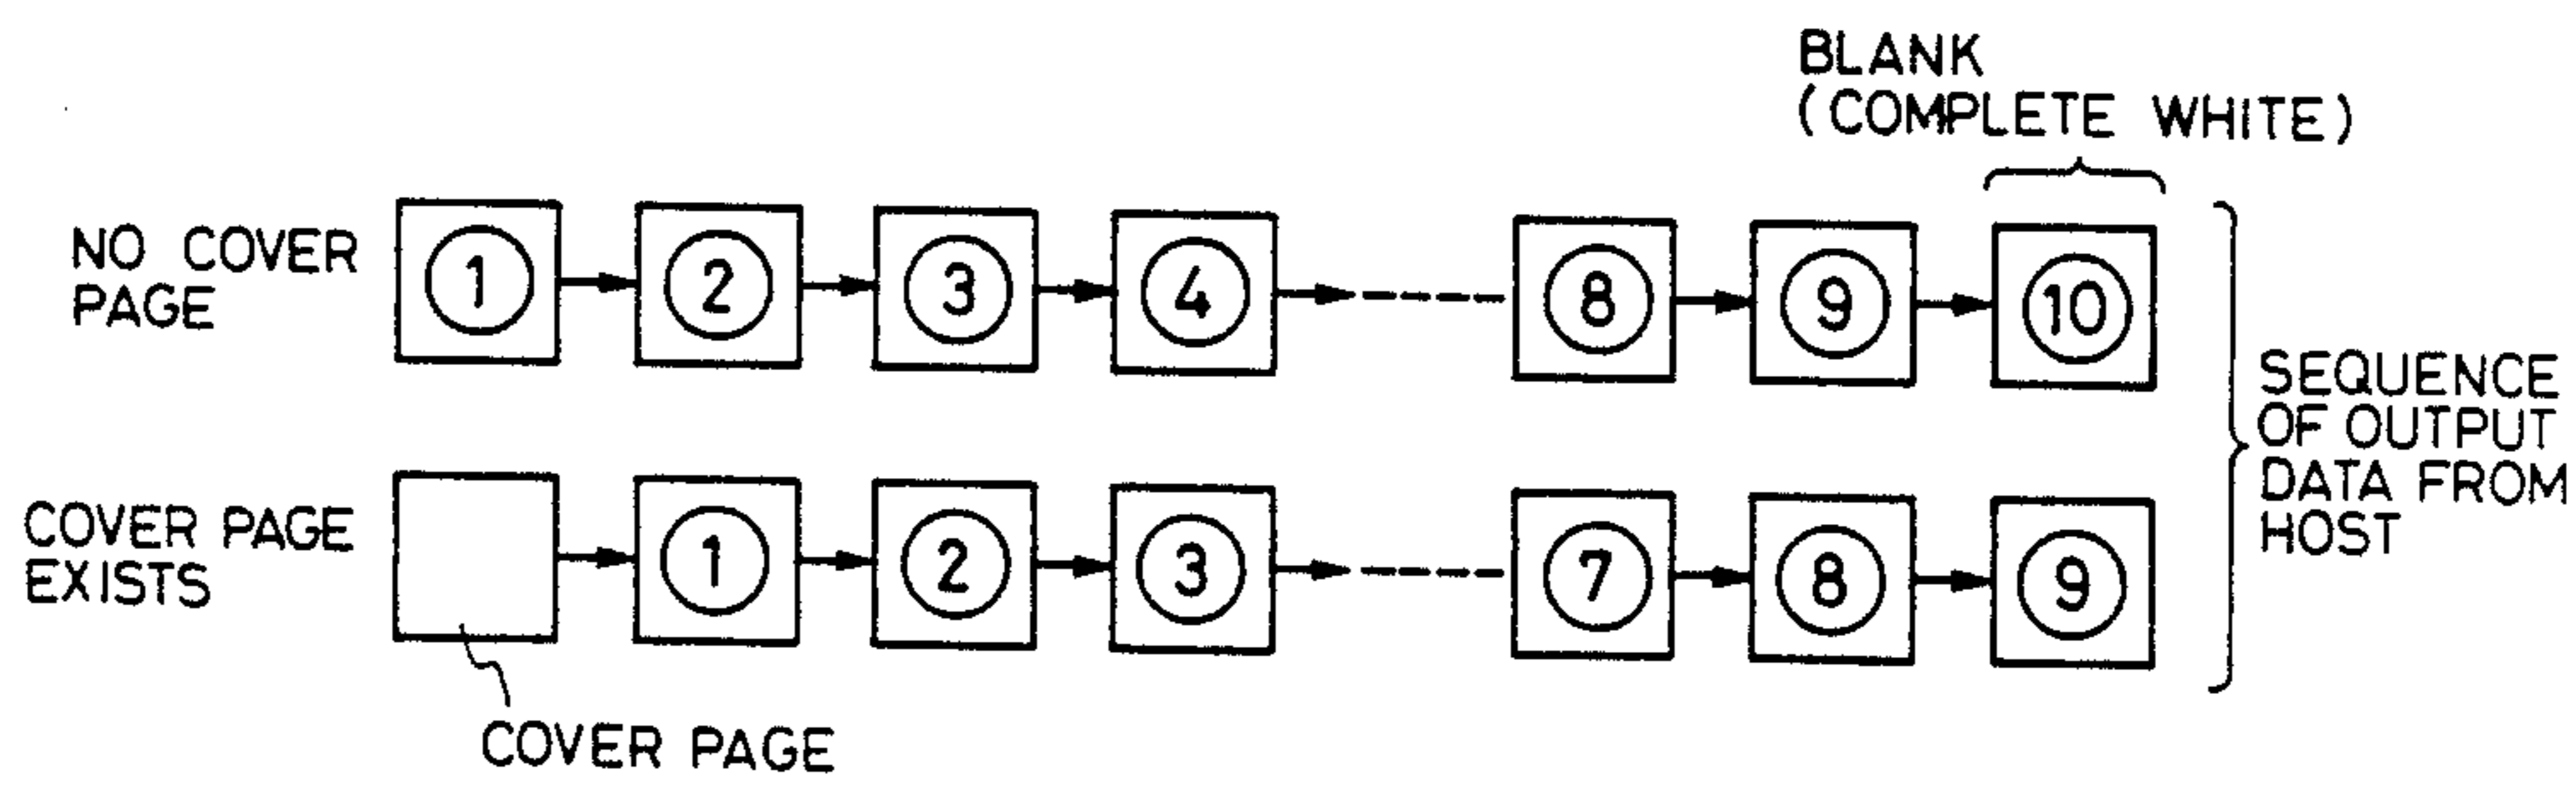 BLANK
(COMPLETE WHITE)
NO COVER
PAGE
1 2 3 4 8 9 10
SEQUENCE
OF OUTPUT
DATA FROM
HOST
COVER PAGE
EXISTS
1 2 3 7 8 9
COVER PAGE